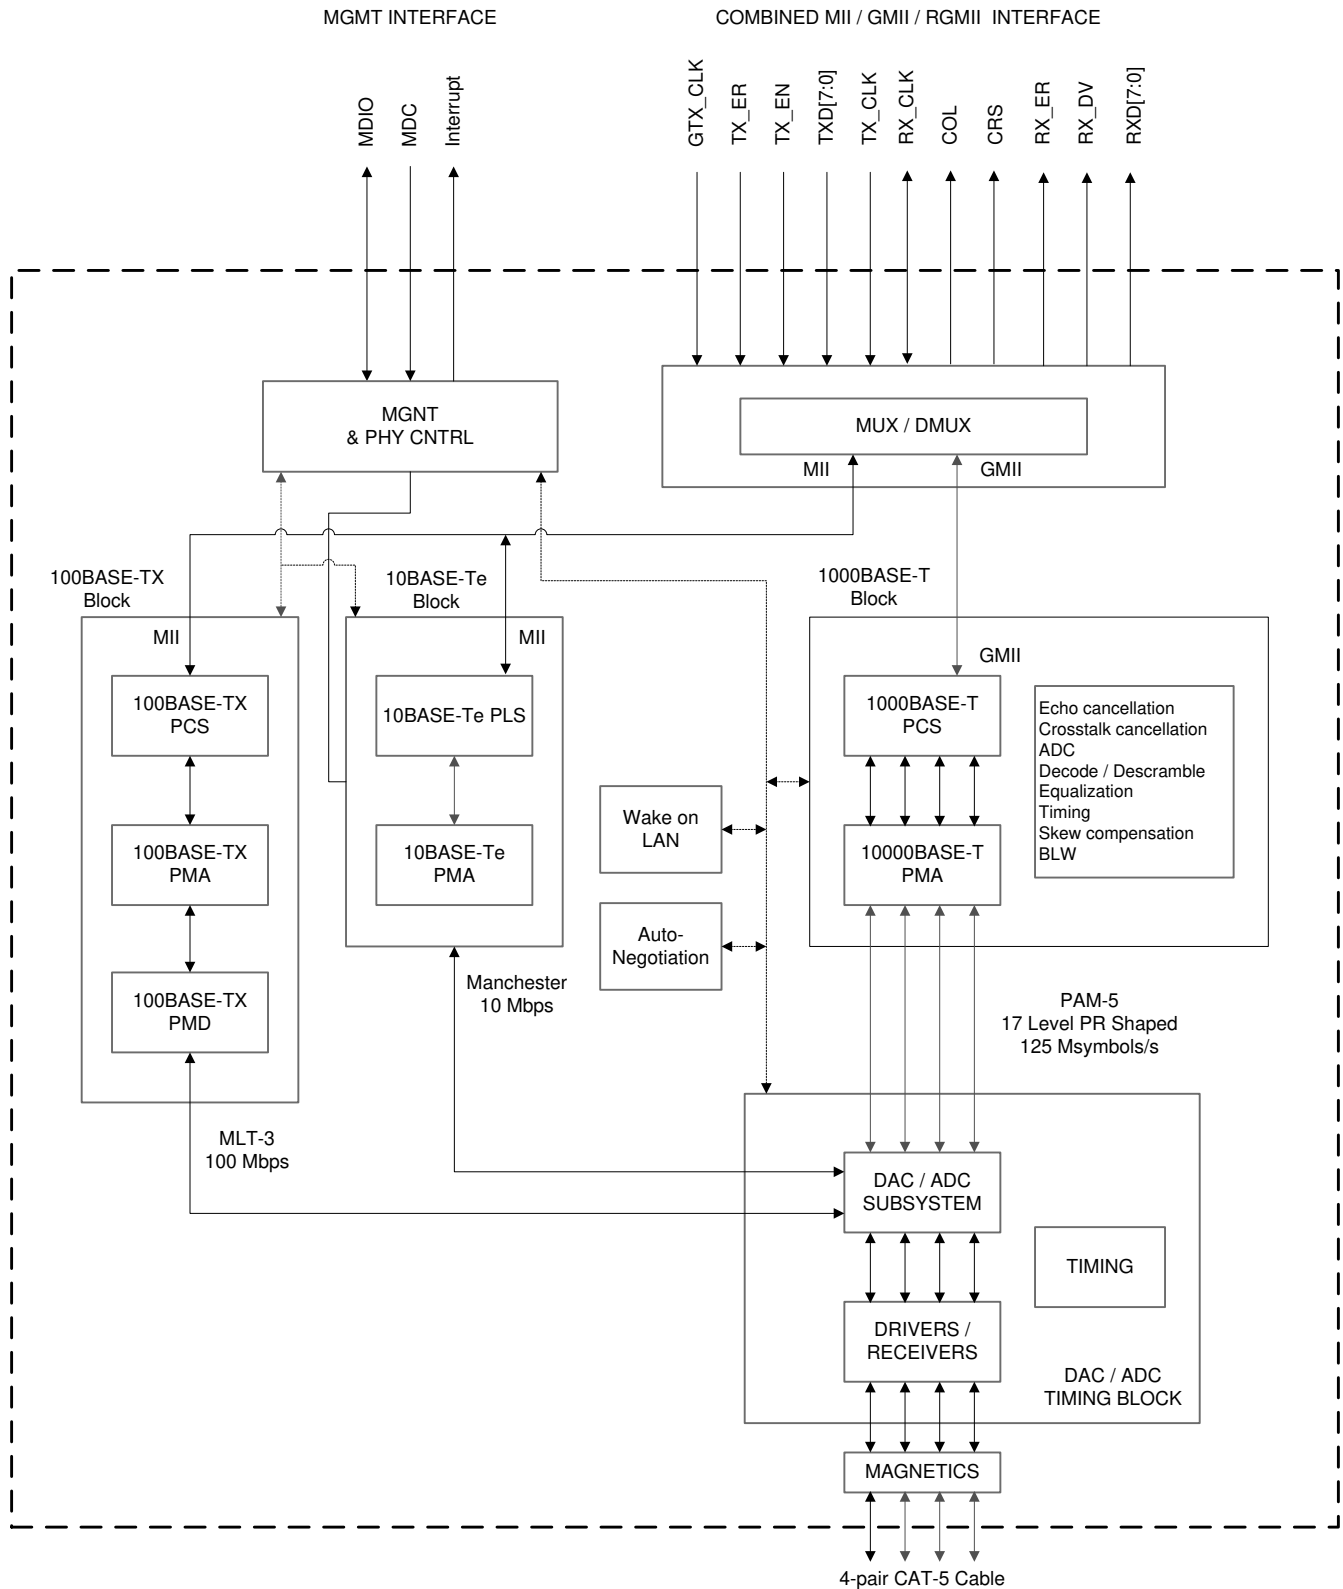 MGMT INTERFACE
COMBINED MII / GMII / RGMII INTERFACE
MDIO
MDC
Interrupt
GTX_CLK
TX_ER
TX_EN
TXD[7:0]
TX_CLK
RX_CLK
COL
CRS
RX_ER
RX_DV
RXD[7:0]
MGNT
& PHY CNTRL
MUX / DMUX
MII
GMII
100BASE-TX
Block
10BASE-Te
Block
1000BASE-T
Block
MII
MII
GMII
100BASE-TX
PCS
10BASE-Te PLS
1000BASE-T
PCS
Echo cancellation
Crosstalk cancellation
ADC
Decode / Descramble
Equalization
Timing
Skew compensation
BLW
Wake on
LAN
100BASE-TX
PMA
10BASE-Te
PMA
10000BASE-T
PMA
Auto-
Negotiation
100BASE-TX
PMD
Manchester
10 Mbps
PAM-5
17 Level PR Shaped
125 Msymbols/s
MLT-3
100 Mbps
DAC / ADC
SUBSYSTEM
TIMING
DRIVERS /
RECEIVERS
DAC / ADC
TIMING BLOCK
MAGNETICS
4-pair CAT-5 Cable